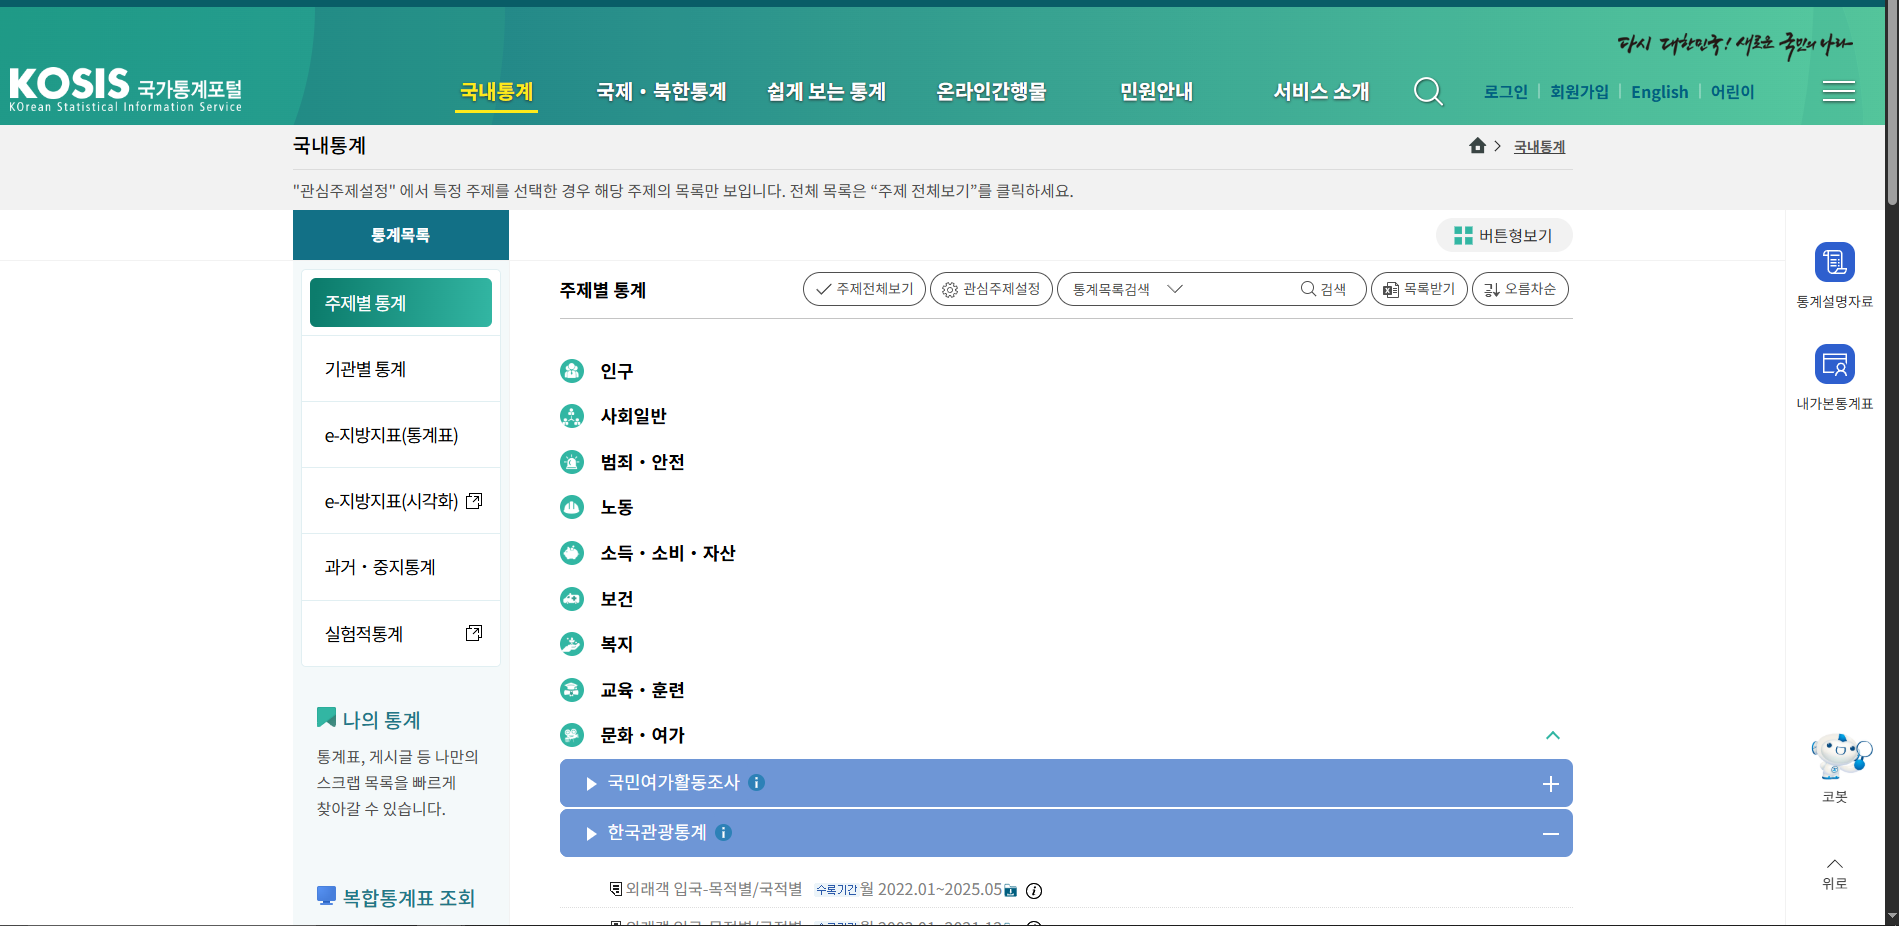 다시 대한민국! 새로운 국민의 나라
KOSIS 국가통계포털
KOrean Statistical Information Service
국내통계 국제・북한통계 쉽게 보는 통계 온라인간행물 민원안내 서비스 소개
로그인 회원가입 English 어린이
국내통계
국내통계
"관심주제설정" 에서 특정 주제를 선택한 경우 해당 주제의 목록만 보입니다. 전체 목록은 “주제 전체보기”를 클릭하세요.
통계목록
버튼형보기
주제별 통계
기관별 통계
e-지방지표(통계표)
e-지방지표(시각화)
과거・중지통계
실험적통계
나의 통계
통계표, 게시글 등 나만의
스크랩 목록을 빠르게
찾아갈 수 있습니다.
복합통계표 조회
주제별 통계
주제전체보기 관심주제설정 통계목록검색 검색 목록받기 오름차순
인구
사회일반
범죄・안전
노동
소득・소비・자산
보건
복지
교육・훈련
문화・여가
국민여가활동조사
한국관광통계
외래객 입국-목적별/국적별 수록기간 월 2022.01~2025.05
통계설명자료
내가본통계표
코봇
위로